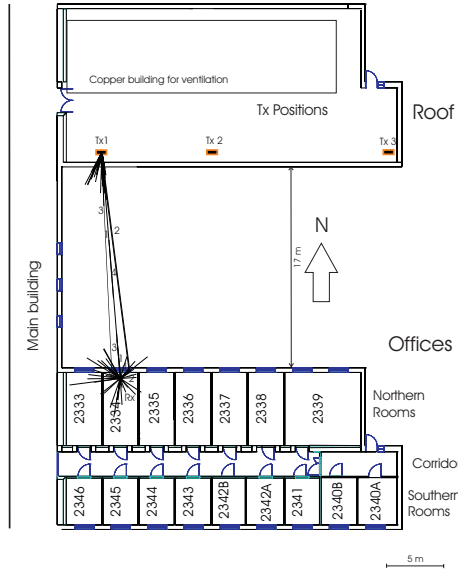 Copper building for ventilation
Tx Positions
Roof
Tx1
Tx 2
Tx 3
3
1
2
4
17 m
N
Main building
Offices
3
1
2
Rx
2333
2334
2335
2336
2337
2338
2339
Northern
Rooms
Corrido
2346
2345
2344
2343
2342B
2342A
2341
2340B
2340A
Southern
Rooms
5 m